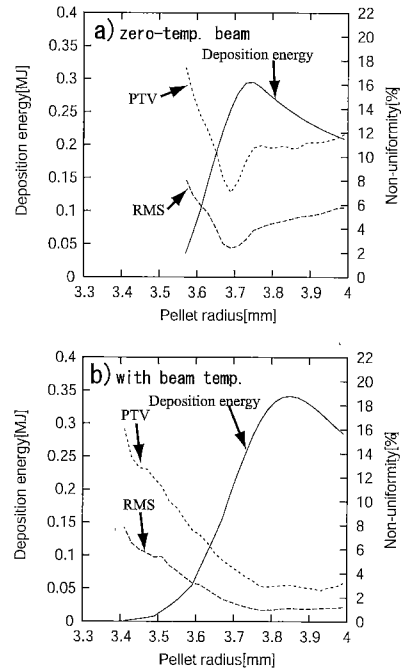 a) zero-temp. beam
Deposition energy
PTV
RMS
Deposition energy[MJ]
0.4
0.35
0.3
0.25
0.2
0.15
0.1
0.05
0
Non-uniformity[%]
22
20
18
16
14
12
10
8
6
4
2
0
3.3 3.4 3.5 3.6 3.7 3.8 3.9 4
Pellet radius[mm]
b) with beam temp.
Deposition energy
PTV
RMS
Deposition energy[MJ]
0.4
0.35
0.3
0.25
0.2
0.15
0.1
0.05
0
Non-uniformity[%]
22
20
18
16
14
12
10
8
6
4
2
0
3.3 3.4 3.5 3.6 3.7 3.8 3.9 4
Pellet radius[mm]